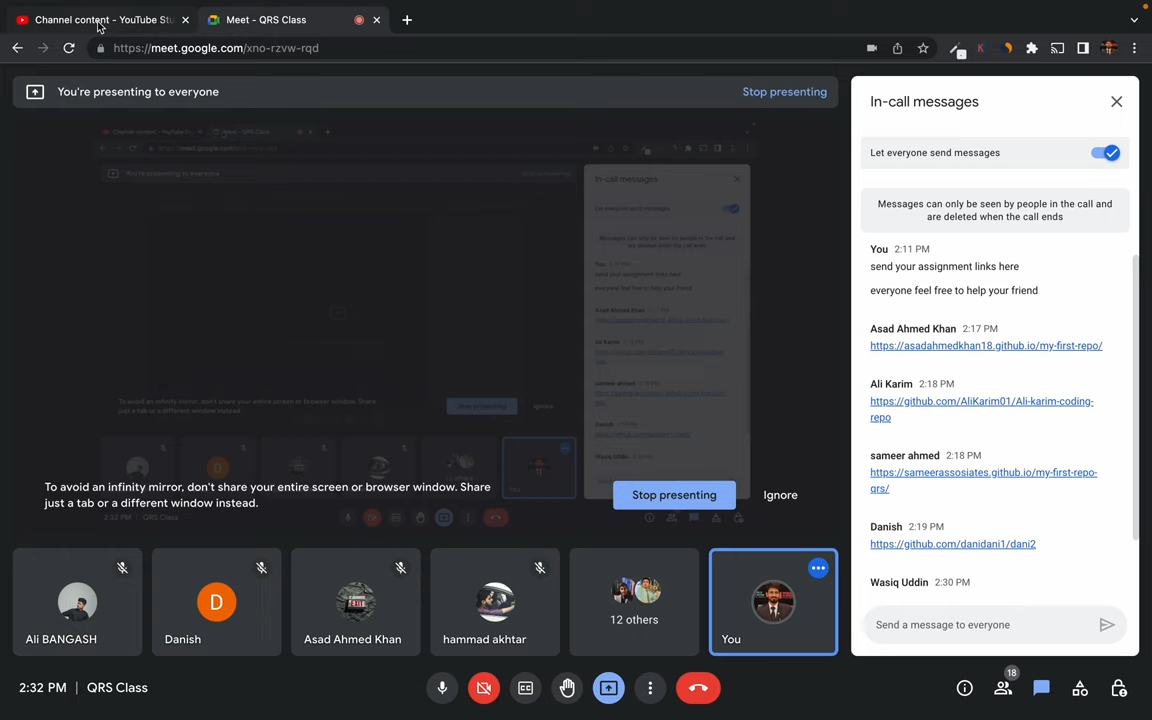 Channel content - YouTube Stu
Meet - QRS Class
https://meet.google.com/xno-rzvw-rqd
You're presenting to everyone
Stop presenting
To avoid an infinity mirror, don't share your entire screen or browser window. Share
just a tab or a different window instead.
Stop presenting
Ignore
Ali BANGASH
D
Danish
Asad Ahmed Khan
hammad akhtar
12 others
You
2:32 PM | QRS Class
In-call messages
Let everyone send messages
Messages can only be seen by people in the call and
are deleted when the call ends
You 2:11 PM
send your assignment links here
everyone feel free to help your friend
Asad Ahmed Khan 2:17 PM
https://asadahmedkhan18.github.io/my-first-repo/
Ali Karim 2:18 PM
https://github.com/AliKarim01/Ali-karim-coding-
repo
sameer ahmed 2:18 PM
https://sameerassosiates.github.io/my-first-repo-
qrs/
Danish 2:19 PM
https://github.com/danidani1/dani2
Wasiq Uddin 2:30 PM
Send a message to everyone
18